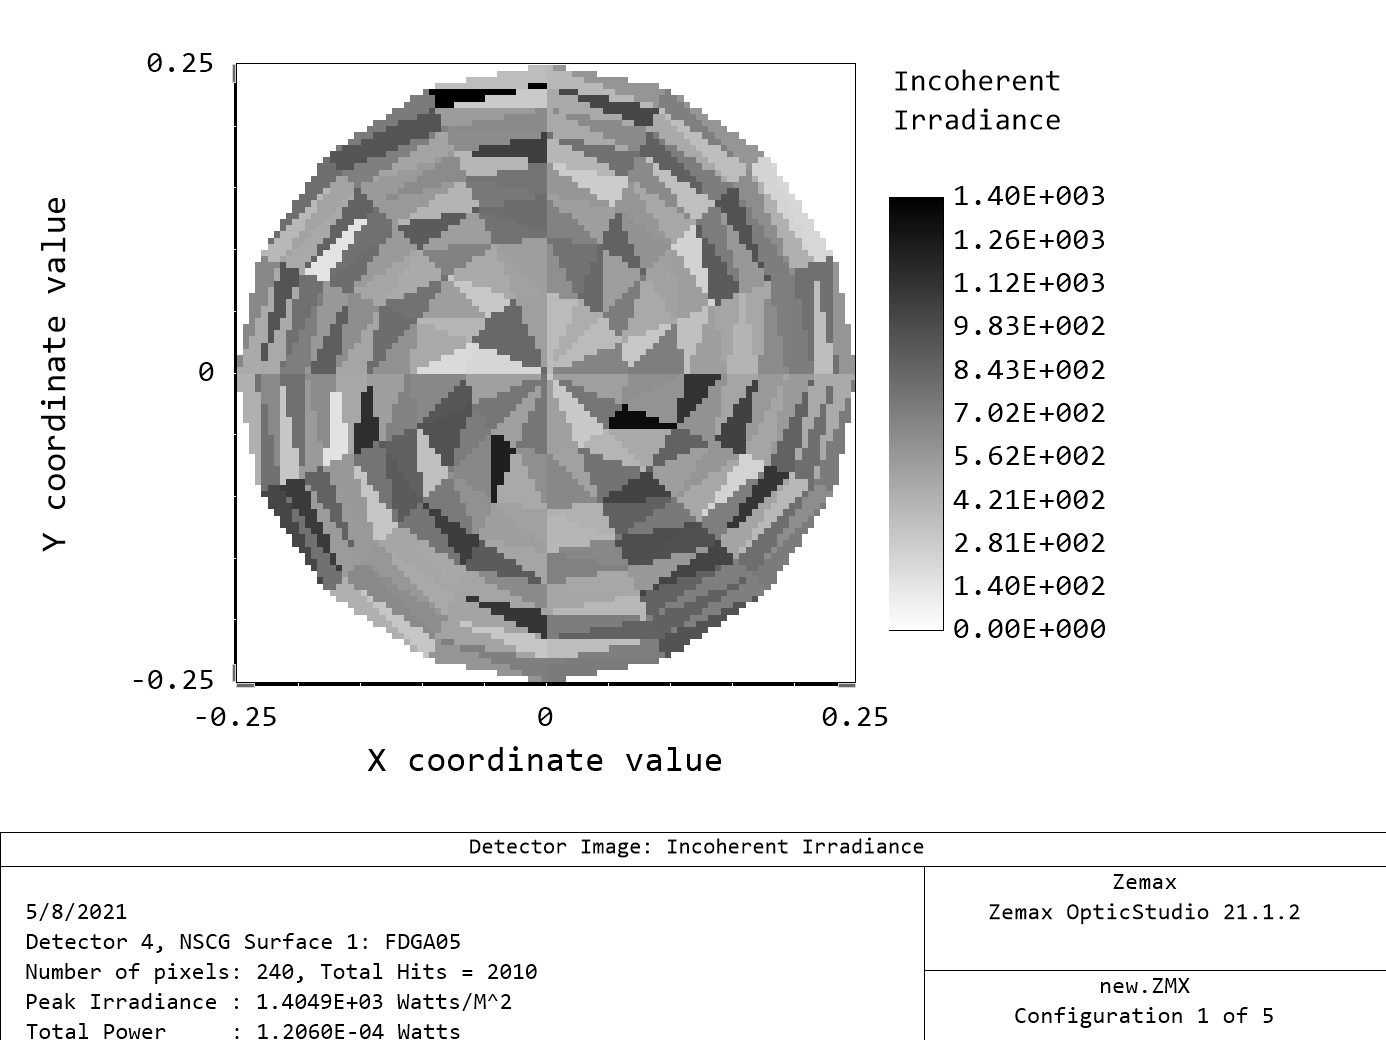 0.25
0
-0.25
-0.25
0
0.25
Y coordinate value
X coordinate value
Incoherent
Irradiance
1.40E+003
1.26E+003
1.12E+003
9.83E+002
8.43E+002
7.02E+002
5.62E+002
4.21E+002
2.81E+002
1.40E+002
0.00E+000
Detector Image: Incoherent Irradiance
5/8/2021
Detector 4, NSCG Surface 1: FDGA05
Number of pixels: 240, Total Hits = 2010
Peak Irradiance : 1.4049E+03 Watts/M^2
Total Power     : 1.2060E-04 Watts
Zemax
Zemax OpticStudio 21.1.2
new.ZMX
Configuration 1 of 5